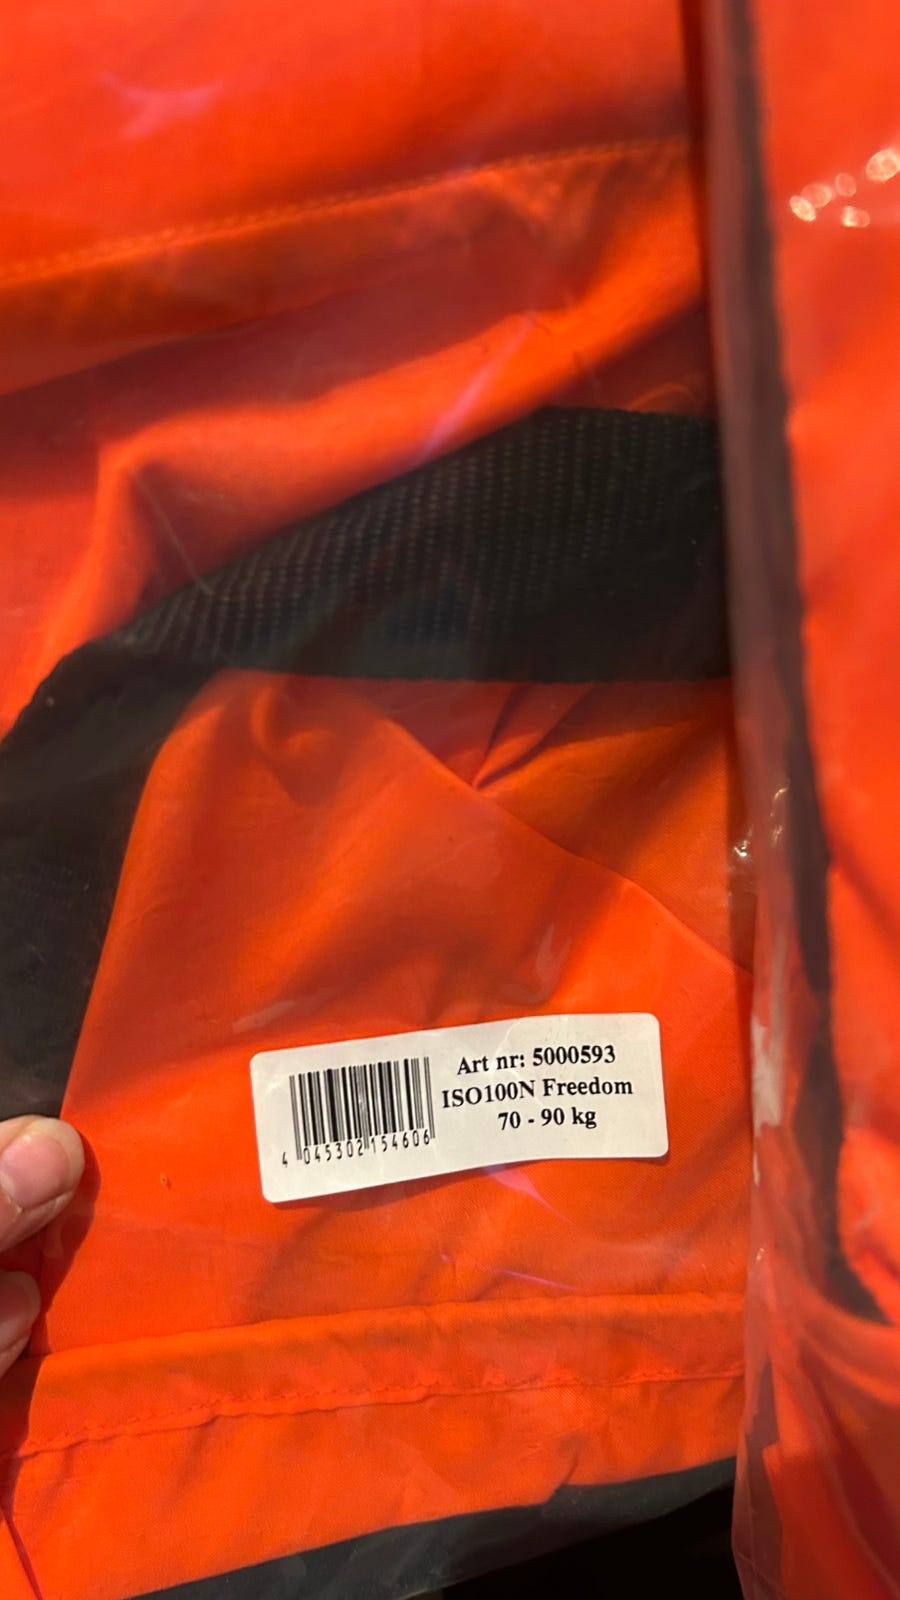 Art nr: 5000593
ISO100N Freedom
70 - 90 kg
4 045302 154606